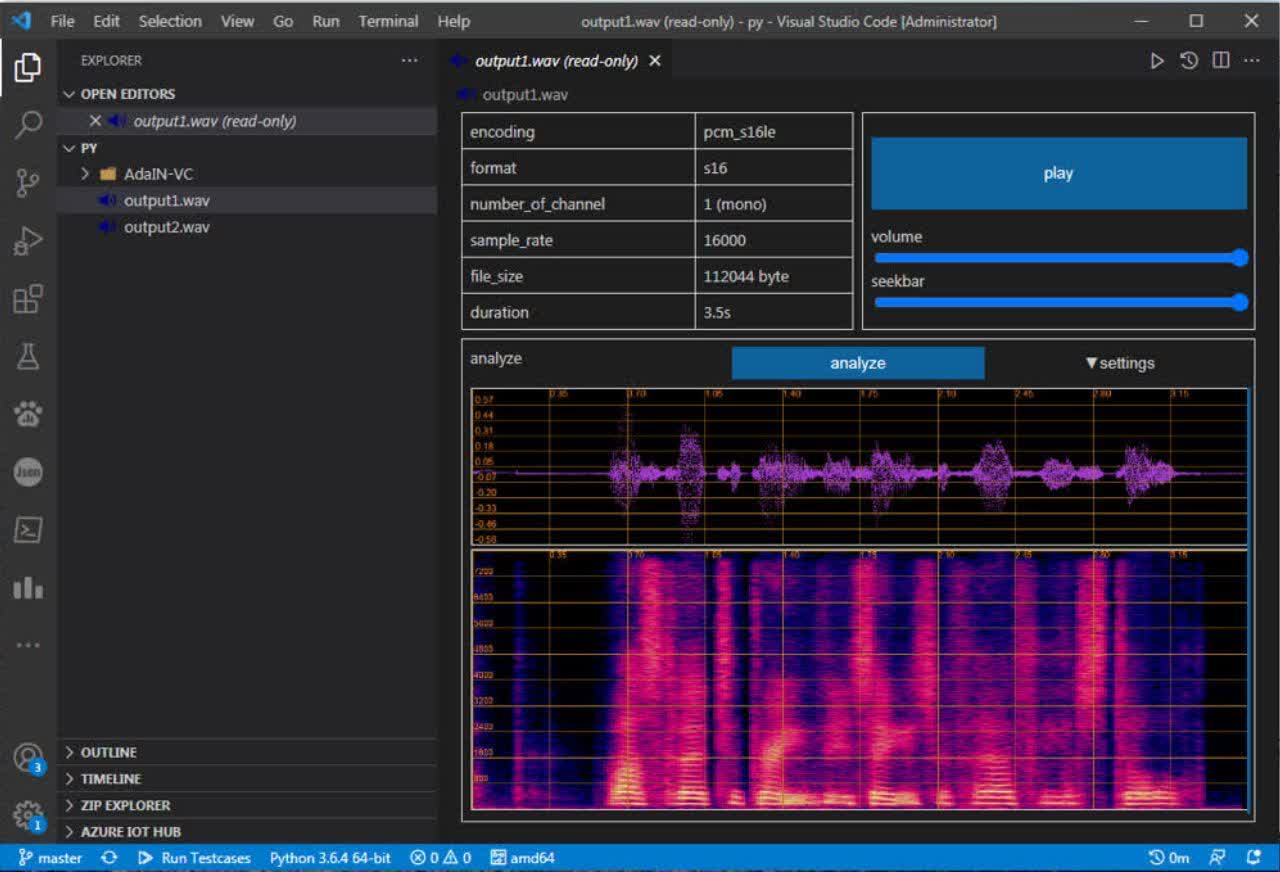 File Edit Selection View Go Run Terminal Help output1.wav (read-only) - py - Visual Studio Code [Administrator]
EXPLORER
OPEN EDITORS
output1.wav (read-only)
PY
AdaIN-VC
output1.wav
output2.wav
OUTLINE
TIMELINE
ZIP EXPLORER
AZURE IOT HUB
output1.wav (read-only)
output1.wav
encoding pcm_s16le
format s16
number_of_channel 1 (mono)
sample_rate 16000
file_size 112044 byte
duration 3.5s
play
volume
seekbar
analyze analyze ▼settings
0.35 0.70 1.05 1.40 1.75 2.10 2.45 2.80 3.15
0.57
0.44
0.31
0.18
0.05
-0.07
-0.20
-0.33
-0.46
-0.58
0.35 0.70 1.05 1.40 1.75 2.10 2.45 2.80 3.15
7200
6400
5600
4800
4000
3200
2400
1600
800
Json
3
1
master Run Testcases Python 3.6.4 64-bit 0 0 amd64 0m